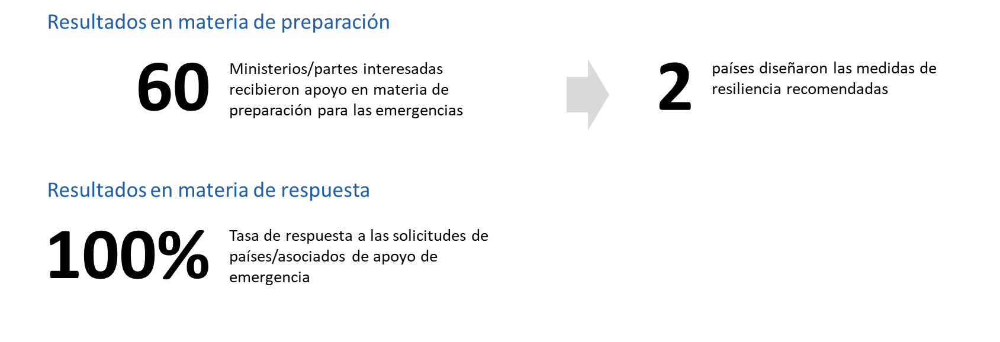 Resultados en materia de preparación
60
Ministerios/partes interesadas
recibieron apoyo en materia de
preparación para las emergencias
2
países diseñaron las medidas de
resiliencia recomendadas
Resultados en materia de respuesta
100%
Tasa de respuesta a las solicitudes de
países/asociados de apoyo de
emergencia